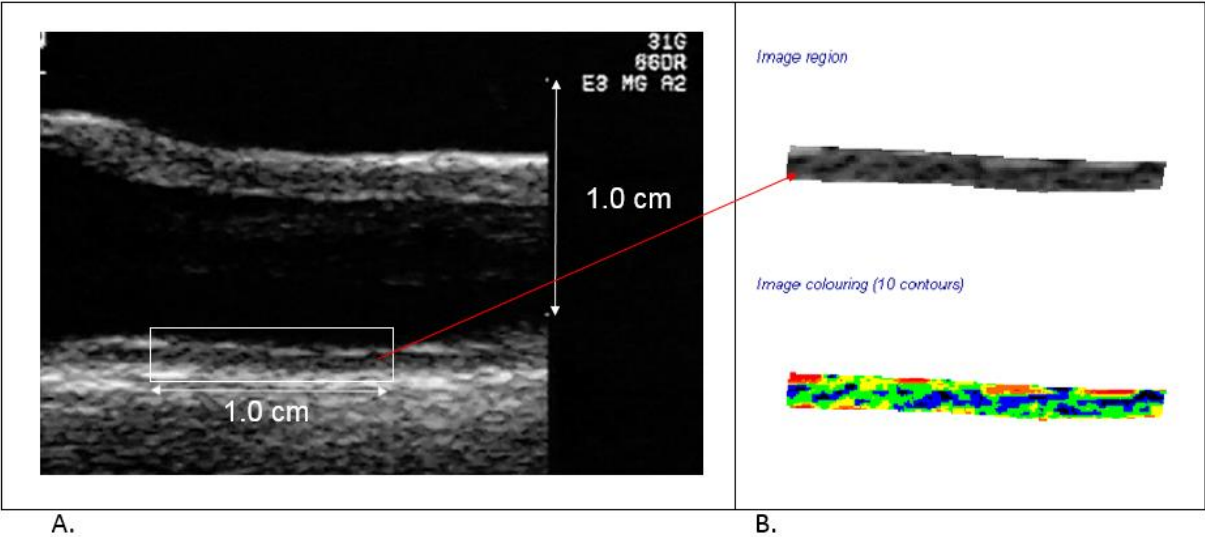 31G
66DR
E3 MG A2
1.0 cm
1.0 cm
A.
Image region
Image colouring (10 contours)
B.